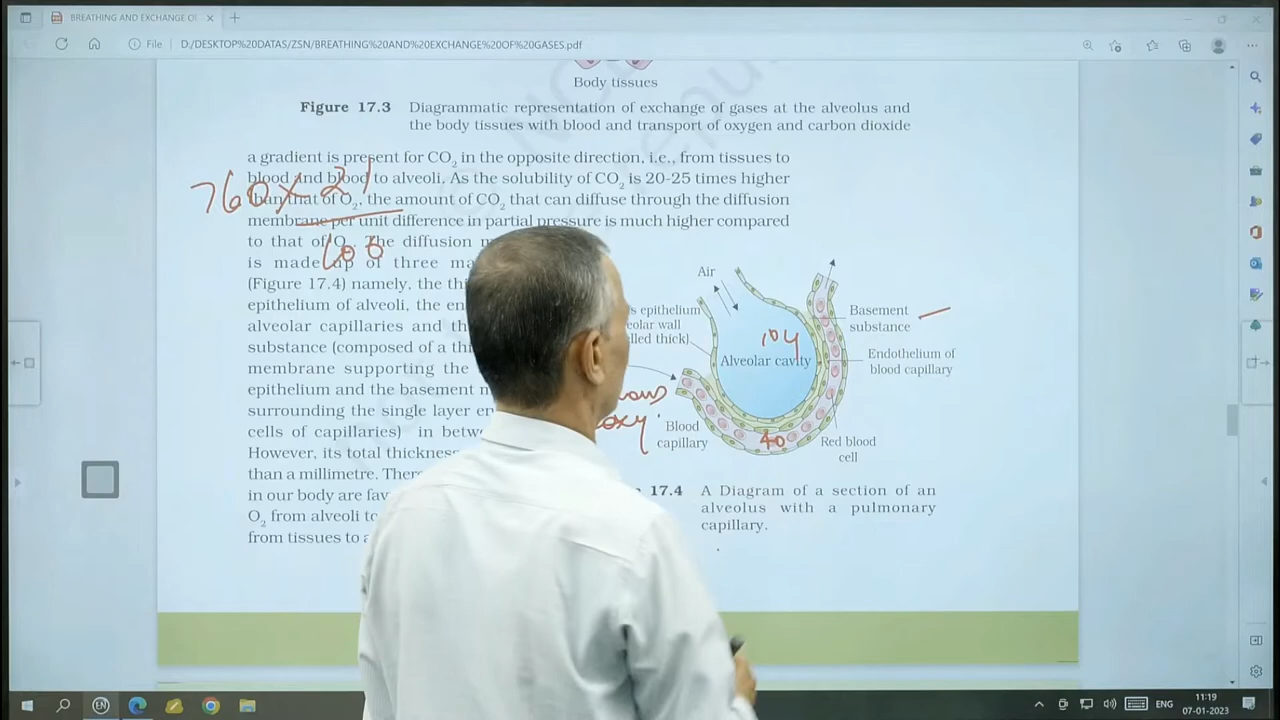 BREATHING AND EXCHANGE OF
File
D:/DESKTOP%20DATAS/ZSN/BREATHING%20AND%20EXCHANGE%20OF%20GASES.pdf
Body tissues
Figure 17.3 Diagrammatic representation of exchange of gases at the alveolus and
the body tissues with blood and transport of oxygen and carbon dioxide
a gradient is present for CO2 in the opposite direction, i.e., from tissues to
blood and blood to alveoli. As the solubility of CO2 is 20-25 times higher
than that of O2, the amount of CO2 that can diffuse through the diffusion
membrane per unit difference in partial pressure is much higher compared
to that of O2. The diffusion
is made up of three
(Figure 17.4) namely, the
epithelium of alveoli, the
alveolar capillaries and
substance (composed of a
membrane supporting the
epithelium and the basement
surrounding the single layer
cells of capillaries) in
However, its total thickness
than a millimetre.
in our body are
O2 from alveoli to
from tissues to
760 X 21
100
Air
epithelium
wall
thick)
Alveolar cavity
104
Basement
substance
Endothelium of
blood capillary
oxy
Blood
capillary
40
Red blood
cell
17.4 A Diagram of a section of an
alveolus with a pulmonary
capillary.
ENG
11:19
07-01-2023